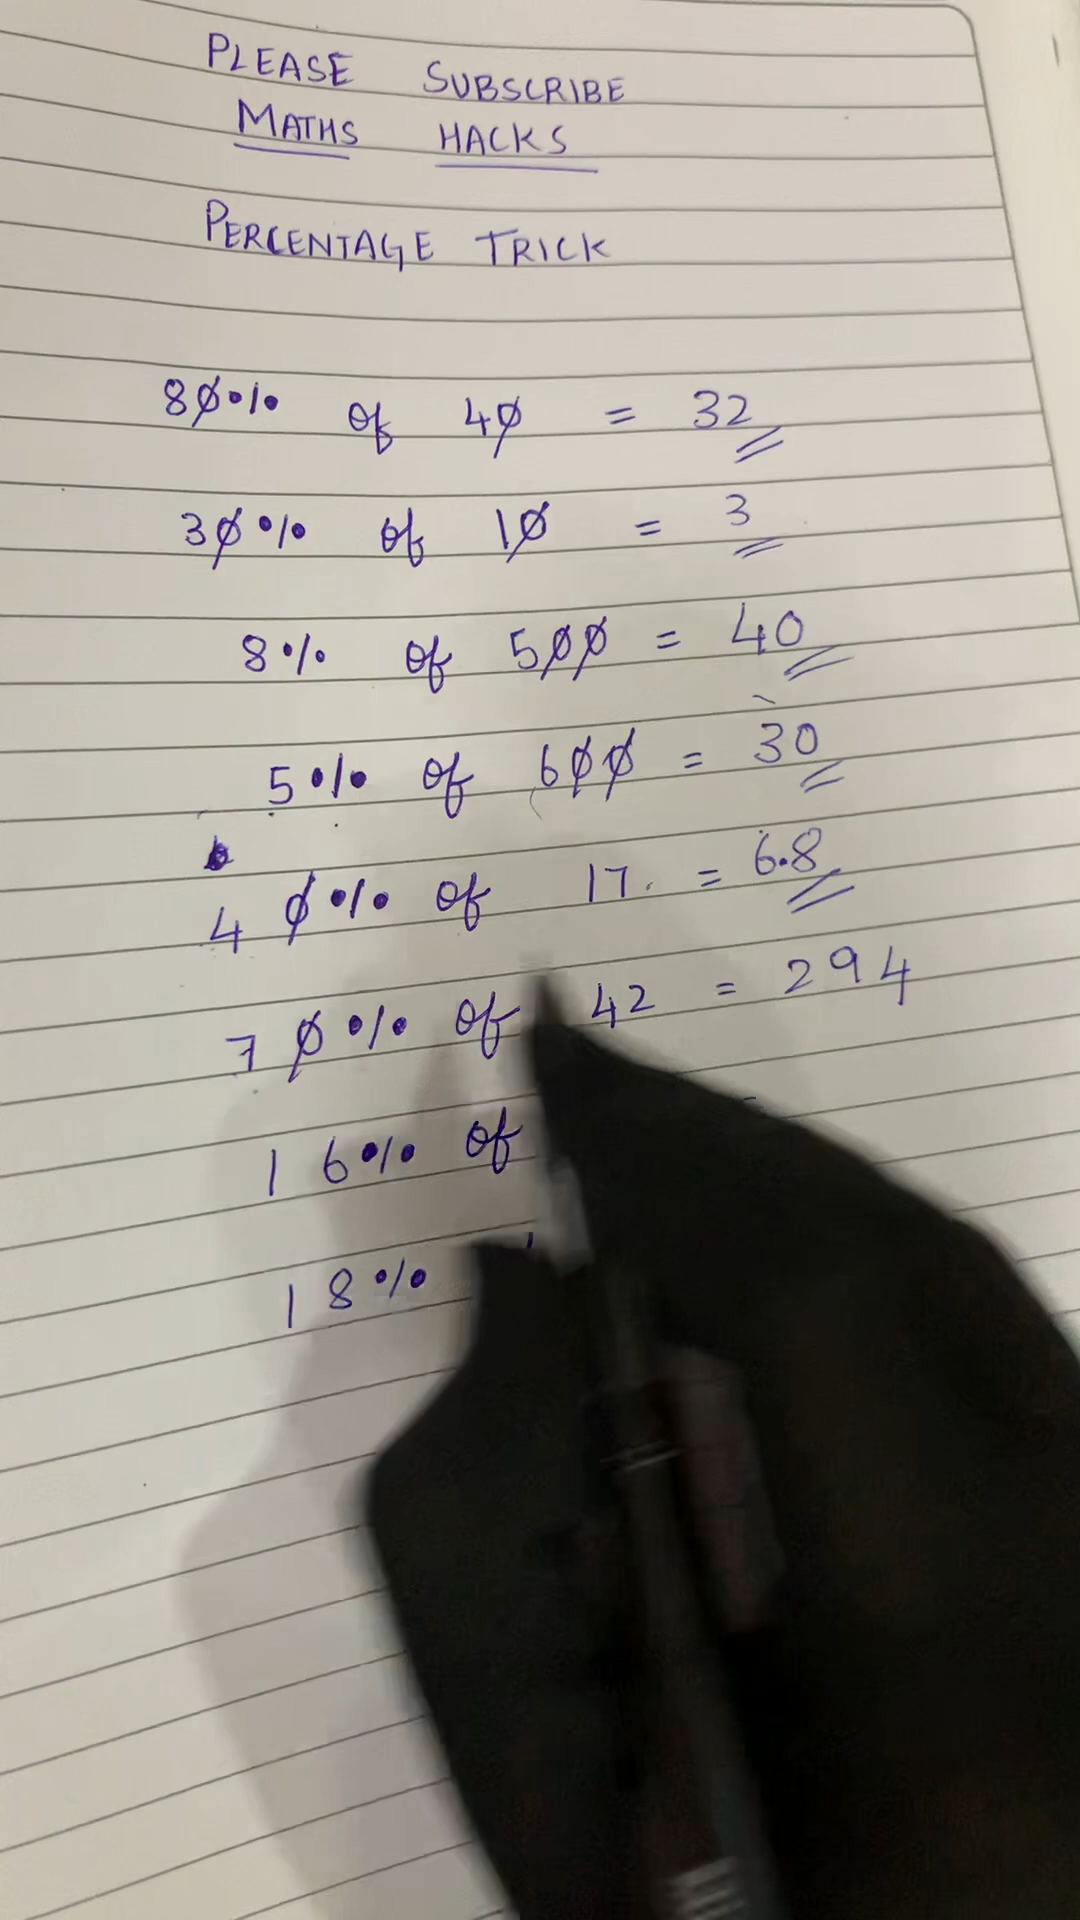 PLEASE SUBSCRIBE
MATHS HACKS
PERCENTAGE TRICK
80% of 40 = 32
30% of 10 = 3
8% of 500 = 40
5% of 600 = 30
40% of 17. = 6.8
70% of 42 = 294
16% of =
18%